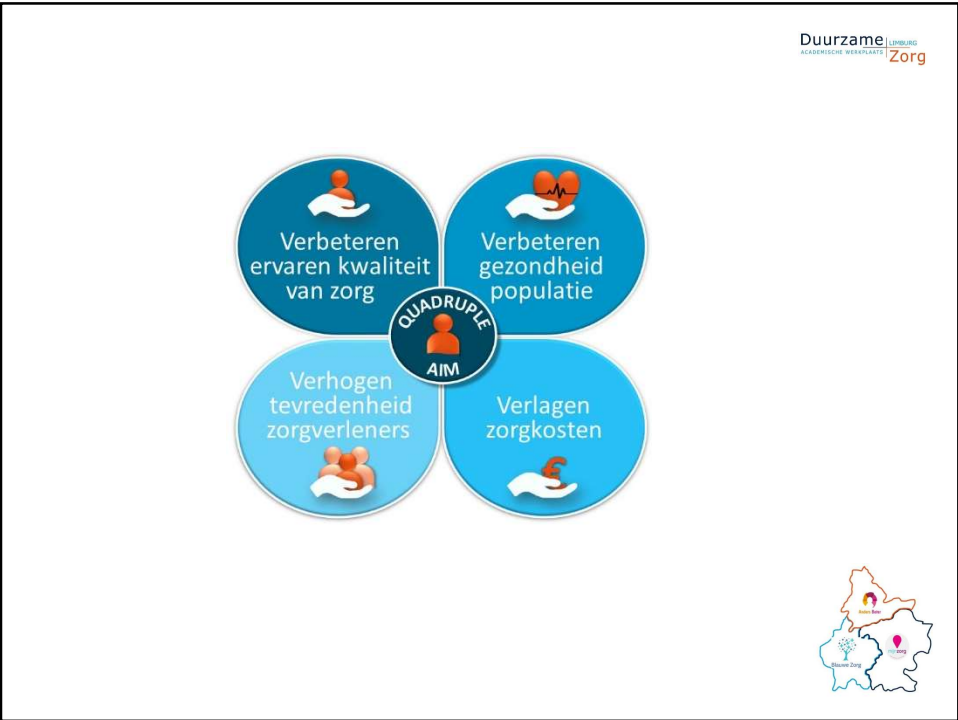 Duurzame LIMBURG
ACADEMISCHE WERKPLAATS Zorg
Verbeteren
ervaren kwaliteit
van zorg
Verbeteren
gezondheid
populatie
QUADRUPLE
AIM
Verhogen
tevredenheid
zorgverleners
Verlagen
zorgkosten
€
Blauwe Zorg